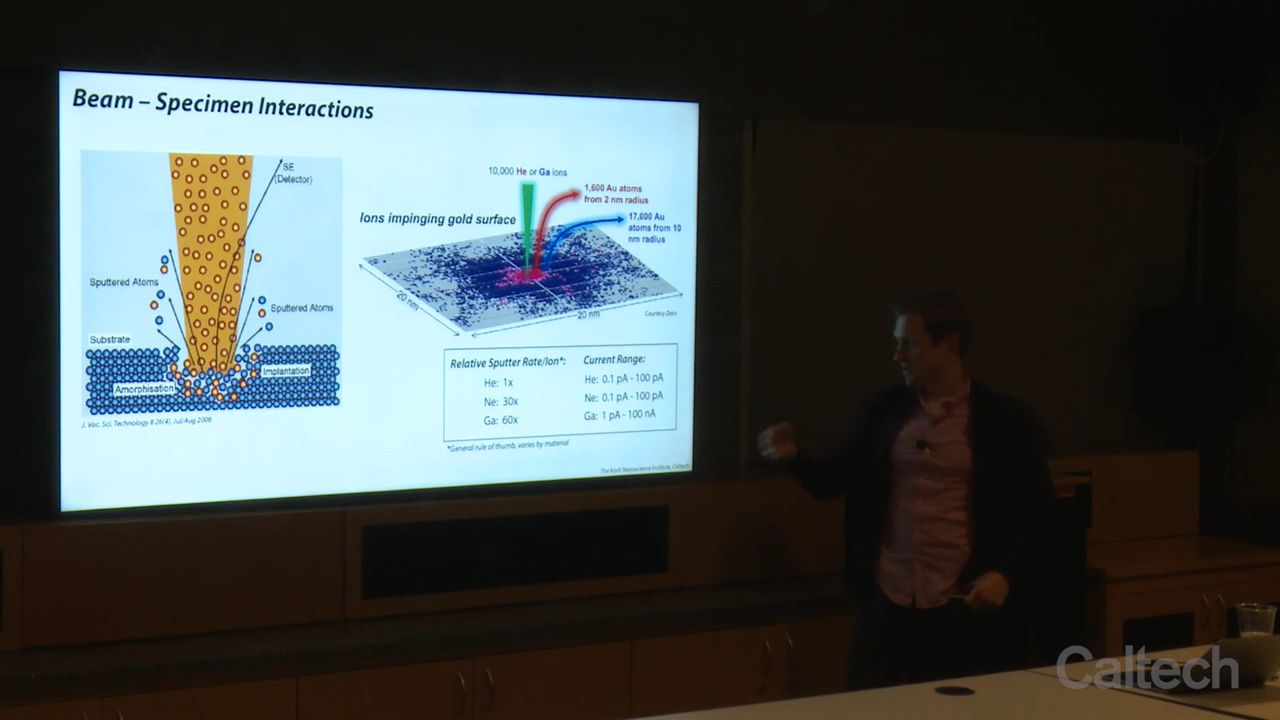 Beam – Specimen Interactions
SE
(Detector)
Sputtered Atoms
Sputtered Atoms
Substrate
Implantation
Amorphisation
J. Vac. Sci. Technology B 26(4), Jul/Aug 2008
10,000 He or Ga ions
1,600 Au atoms
from 2 nm radius
Ions impinging gold surface
17,000 Au
atoms from 10
nm radius
20 nm
20 nm
Courtesy Zeiss
Relative Sputter Rate/Ion*:
He: 1x
Ne: 30x
Ga: 60x
Current Range:
He: 0.1 pA - 100 pA
Ne: 0.1 pA - 100 pA
Ga: 1 pA - 100 nA
*General rule of thumb, varies by material
The Kavli Nanoscience Institute, Caltech
Caltech